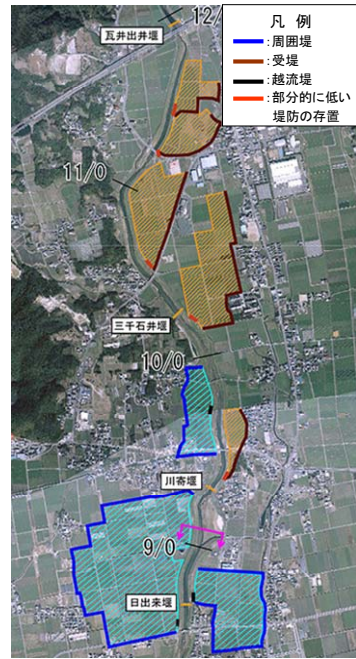 12/
瓦井出井堰
凡 例
:周囲堤
:受堤
:越流堤
:部分的に低い
堤防の存置
11/0
三千石井堰
10/0
川寄堰
9/0
日出来堰